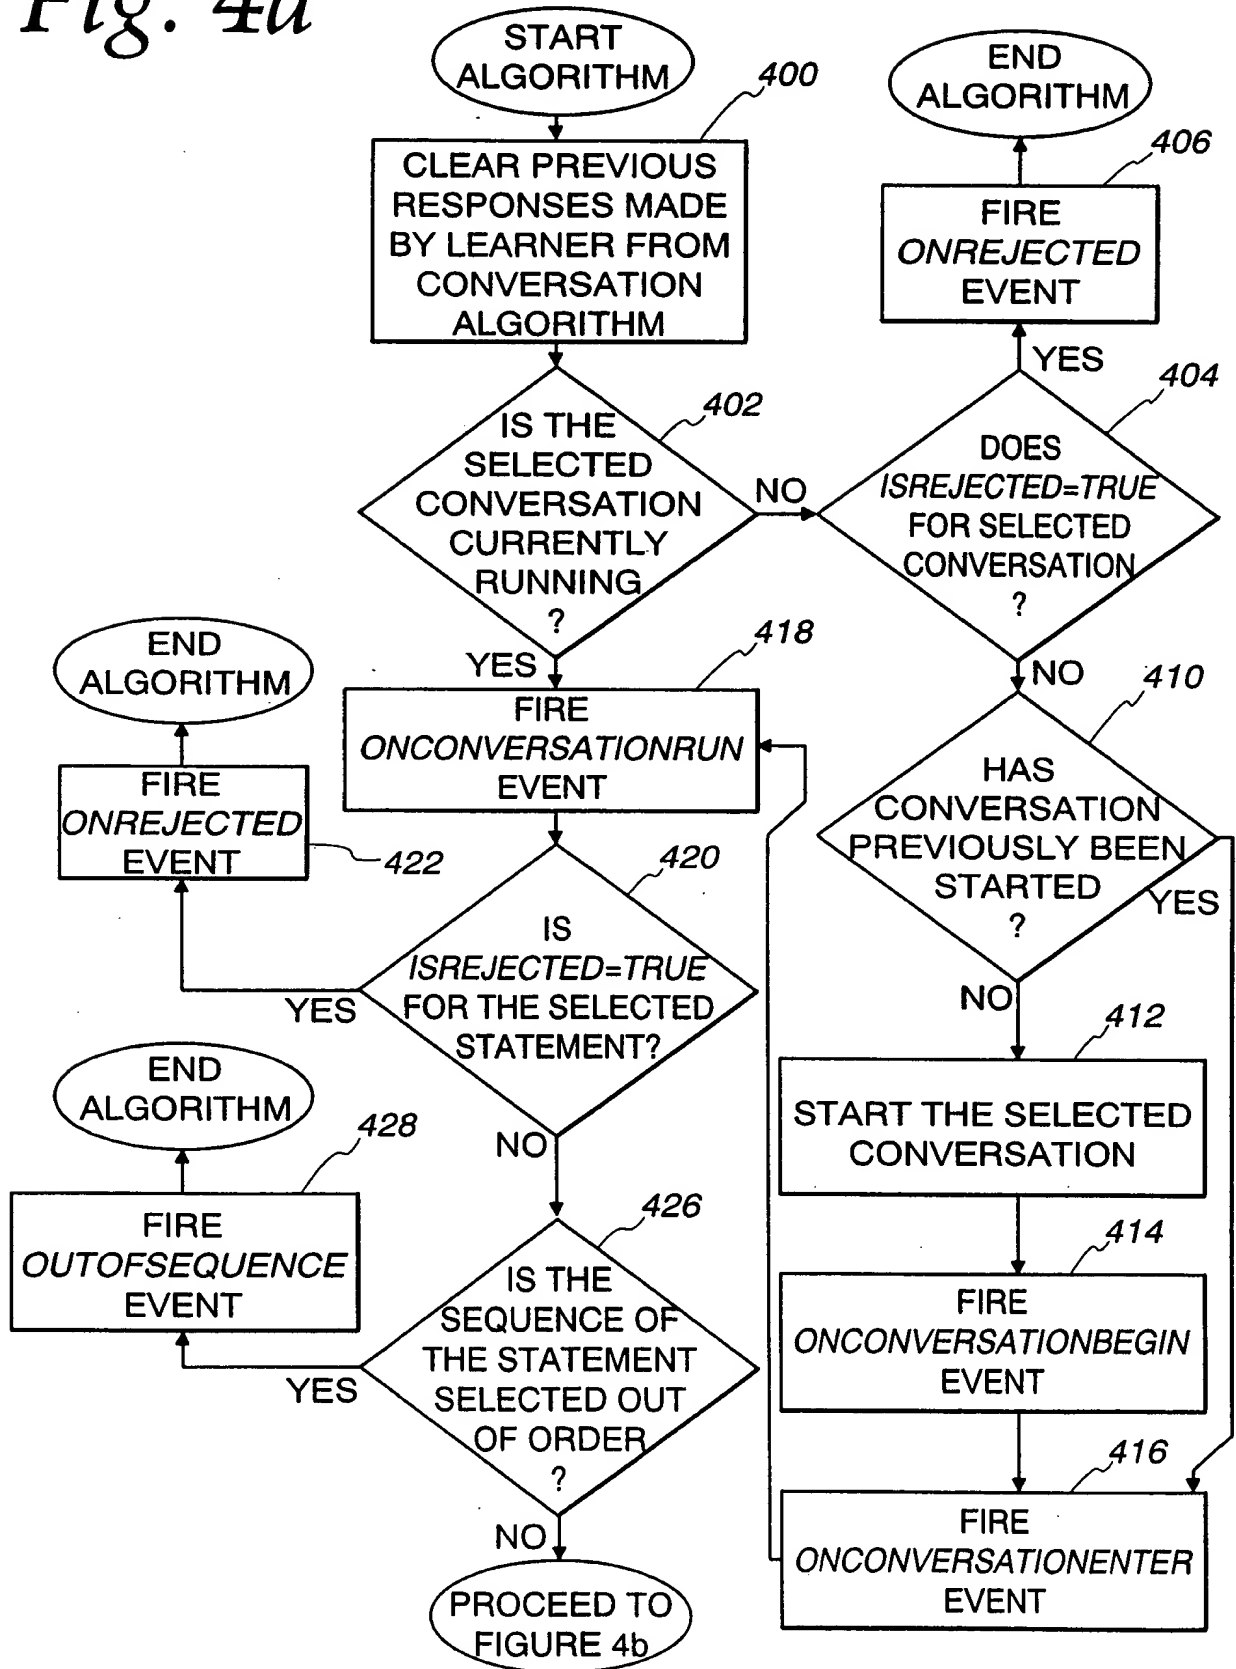 Fig. 4a
START
ALGORITHM
400
CLEAR PREVIOUS
RESPONSES MADE
BY LEARNER FROM
CONVERSATION
ALGORITHM
402
IS THE
SELECTED
CONVERSATION
CURRENTLY
RUNNING
?
NO
YES
END
ALGORITHM
406
FIRE
ONREJECTED
EVENT
YES
404
DOES
ISREJECTED=TRUE
FOR SELECTED
CONVERSATION
?
NO
410
HAS
CONVERSATION
PREVIOUSLY BEEN
STARTED
?
YES
NO
412
START THE SELECTED
CONVERSATION
414
FIRE
ONCONVERSATIONBEGIN
EVENT
416
FIRE
ONCONVERSATIONENTER
EVENT
418
FIRE
ONCONVERSATIONRUN
EVENT
420
IS
ISREJECTED=TRUE
FOR THE SELECTED
STATEMENT?
YES
NO
END
ALGORITHM
FIRE
ONREJECTED
EVENT
422
426
IS THE
SEQUENCE OF
THE STATEMENT
SELECTED OUT
OF ORDER
?
YES
NO
END
ALGORITHM
428
FIRE
OUTOFSEQUENCE
EVENT
PROCEED TO
FIGURE 4b